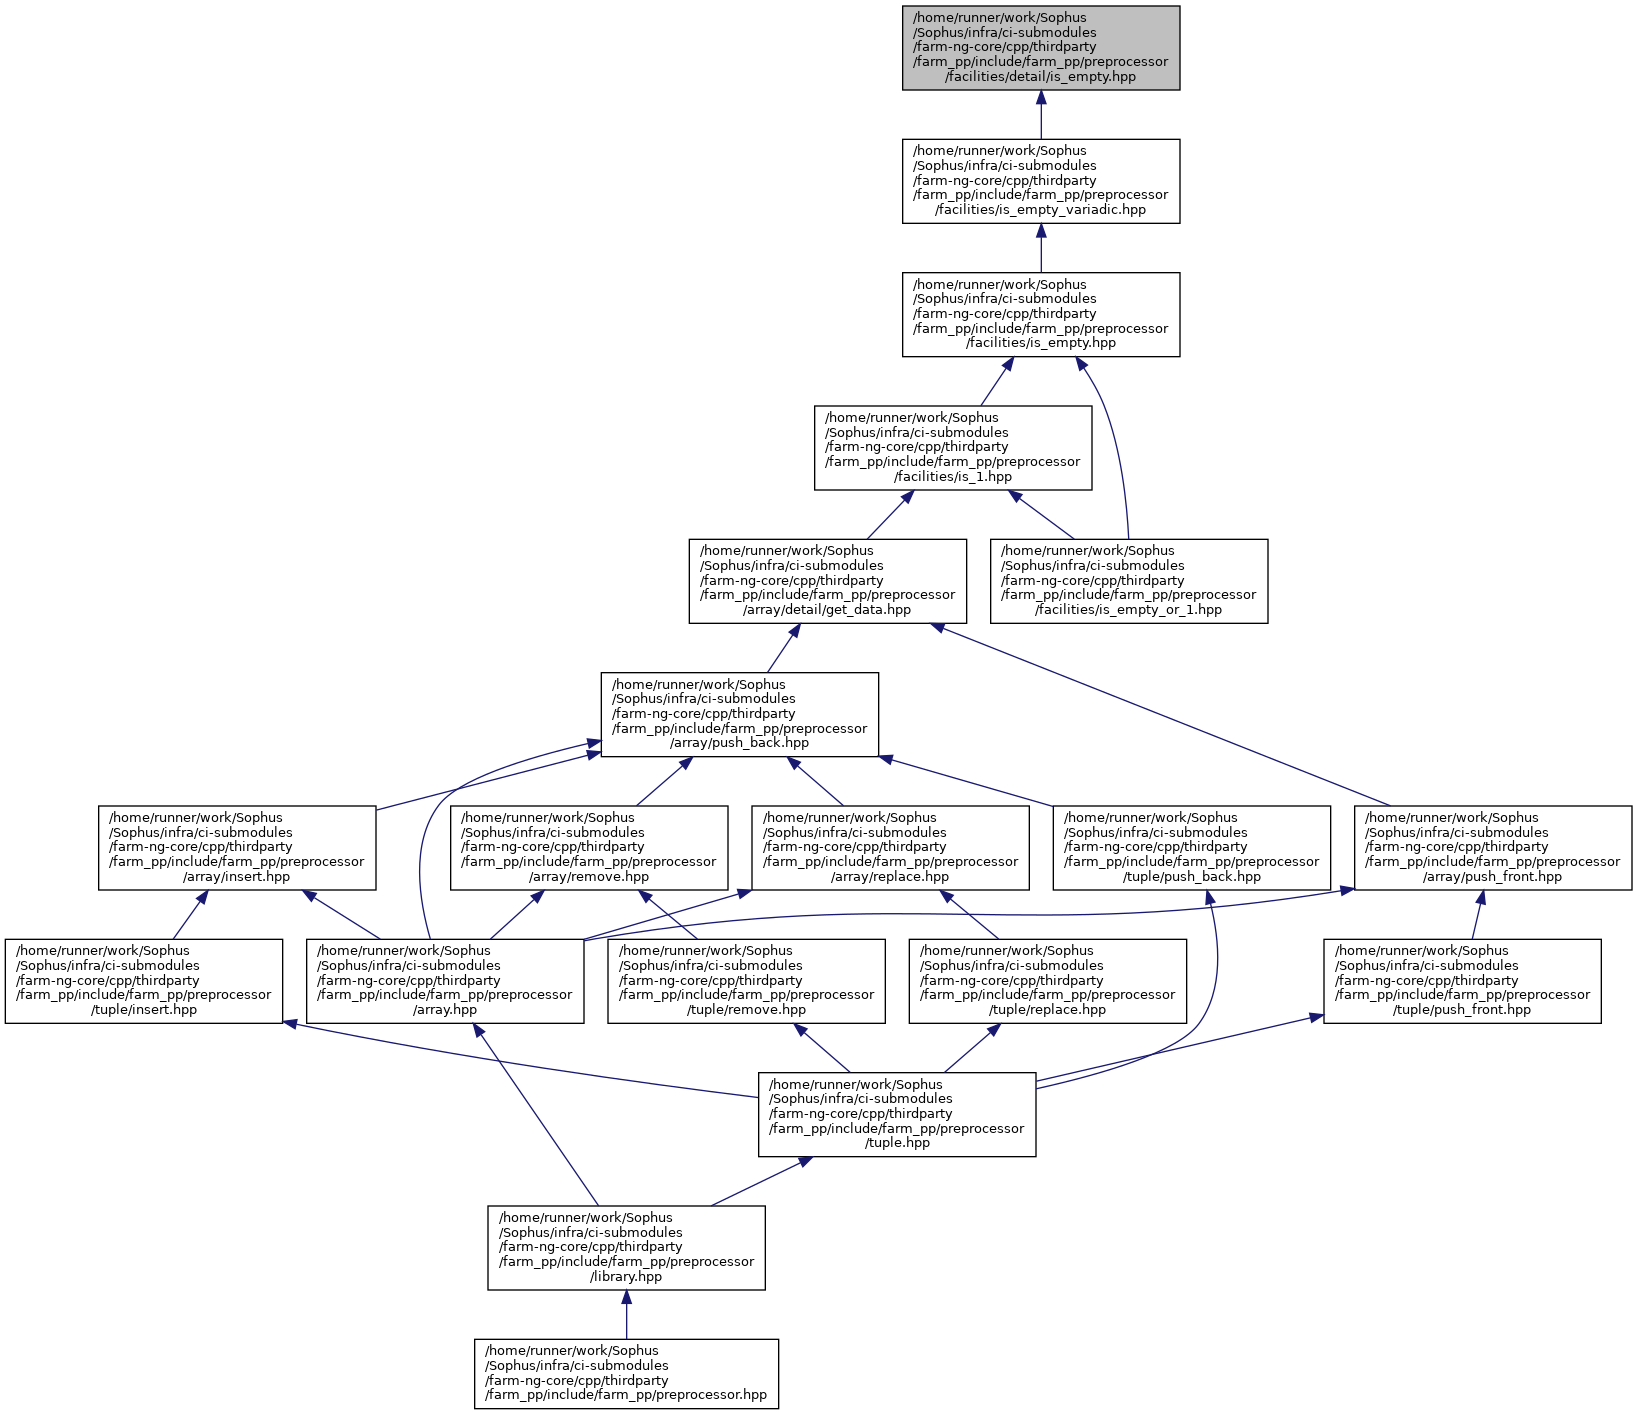 /home/runner/work/Sophus
/Sophus/infra/ci-submodules
/farm-ng-core/cpp/thirdparty
/farm_pp/include/farm_pp/preprocessor
/facilities/detail/is_empty.hpp
/home/runner/work/Sophus
/Sophus/infra/ci-submodules
/farm-ng-core/cpp/thirdparty
/farm_pp/include/farm_pp/preprocessor
/facilities/is_empty_variadic.hpp
/home/runner/work/Sophus
/Sophus/infra/ci-submodules
/farm-ng-core/cpp/thirdparty
/farm_pp/include/farm_pp/preprocessor
/facilities/is_empty.hpp
/home/runner/work/Sophus
/Sophus/infra/ci-submodules
/farm-ng-core/cpp/thirdparty
/farm_pp/include/farm_pp/preprocessor
/facilities/is_1.hpp
/home/runner/work/Sophus
/Sophus/infra/ci-submodules
/farm-ng-core/cpp/thirdparty
/farm_pp/include/farm_pp/preprocessor
/array/detail/get_data.hpp
/home/runner/work/Sophus
/Sophus/infra/ci-submodules
/farm-ng-core/cpp/thirdparty
/farm_pp/include/farm_pp/preprocessor
/facilities/is_empty_or_1.hpp
/home/runner/work/Sophus
/Sophus/infra/ci-submodules
/farm-ng-core/cpp/thirdparty
/farm_pp/include/farm_pp/preprocessor
/array/push_back.hpp
/home/runner/work/Sophus
/Sophus/infra/ci-submodules
/farm-ng-core/cpp/thirdparty
/farm_pp/include/farm_pp/preprocessor
/array/insert.hpp
/home/runner/work/Sophus
/Sophus/infra/ci-submodules
/farm-ng-core/cpp/thirdparty
/farm_pp/include/farm_pp/preprocessor
/array/remove.hpp
/home/runner/work/Sophus
/Sophus/infra/ci-submodules
/farm-ng-core/cpp/thirdparty
/farm_pp/include/farm_pp/preprocessor
/array/replace.hpp
/home/runner/work/Sophus
/Sophus/infra/ci-submodules
/farm-ng-core/cpp/thirdparty
/farm_pp/include/farm_pp/preprocessor
/tuple/push_back.hpp
/home/runner/work/Sophus
/Sophus/infra/ci-submodules
/farm-ng-core/cpp/thirdparty
/farm_pp/include/farm_pp/preprocessor
/array/push_front.hpp
/home/runner/work/Sophus
/Sophus/infra/ci-submodules
/farm-ng-core/cpp/thirdparty
/farm_pp/include/farm_pp/preprocessor
/tuple/insert.hpp
/home/runner/work/Sophus
/Sophus/infra/ci-submodules
/farm-ng-core/cpp/thirdparty
/farm_pp/include/farm_pp/preprocessor
/array.hpp
/home/runner/work/Sophus
/Sophus/infra/ci-submodules
/farm-ng-core/cpp/thirdparty
/farm_pp/include/farm_pp/preprocessor
/tuple/remove.hpp
/home/runner/work/Sophus
/Sophus/infra/ci-submodules
/farm-ng-core/cpp/thirdparty
/farm_pp/include/farm_pp/preprocessor
/tuple/replace.hpp
/home/runner/work/Sophus
/Sophus/infra/ci-submodules
/farm-ng-core/cpp/thirdparty
/farm_pp/include/farm_pp/preprocessor
/tuple/push_front.hpp
/home/runner/work/Sophus
/Sophus/infra/ci-submodules
/farm-ng-core/cpp/thirdparty
/farm_pp/include/farm_pp/preprocessor
/tuple.hpp
/home/runner/work/Sophus
/Sophus/infra/ci-submodules
/farm-ng-core/cpp/thirdparty
/farm_pp/include/farm_pp/preprocessor
/library.hpp
/home/runner/work/Sophus
/Sophus/infra/ci-submodules
/farm-ng-core/cpp/thirdparty
/farm_pp/include/farm_pp/preprocessor.hpp